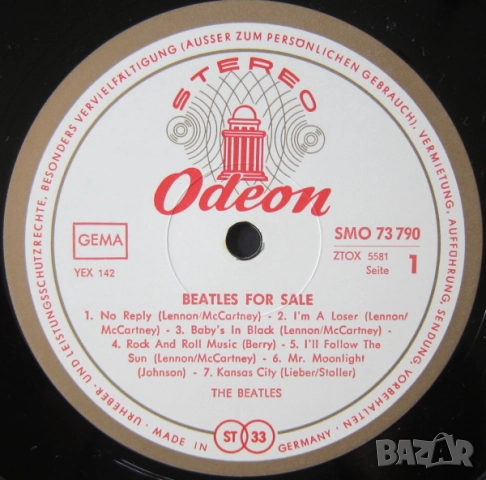 URHEBER- UND LEISTUNGSSCHUTZRECHTE, BESONDERS VERVIELFÄLTIGUNG (AUSSER ZUM PERSÖNLICHEN GEBRAUCH), VERMIETUNG, AUFFÜHRUNG, SENDUNG, VORBEHALTEN ·
STEREO
Odeon
GEMA
YEX 142
SMO 73 790
ZTOX 5581
Seite 1
BEATLES FOR SALE
1. No Reply (Lennon/McCartney) - 2. I'm A Loser (Lennon/
McCartney) - 3. Baby's In Black (Lennon/McCartney) -
4. Rock And Roll Music (Berry) - 5. I'll Follow The
Sun (Lennon/McCartney) - 6. Mr. Moonlight
(Johnson) - 7. Kansas City (Lieber/Stoller)
THE BEATLES
MADE IN GERMANY ·
ST 33
BAZAR